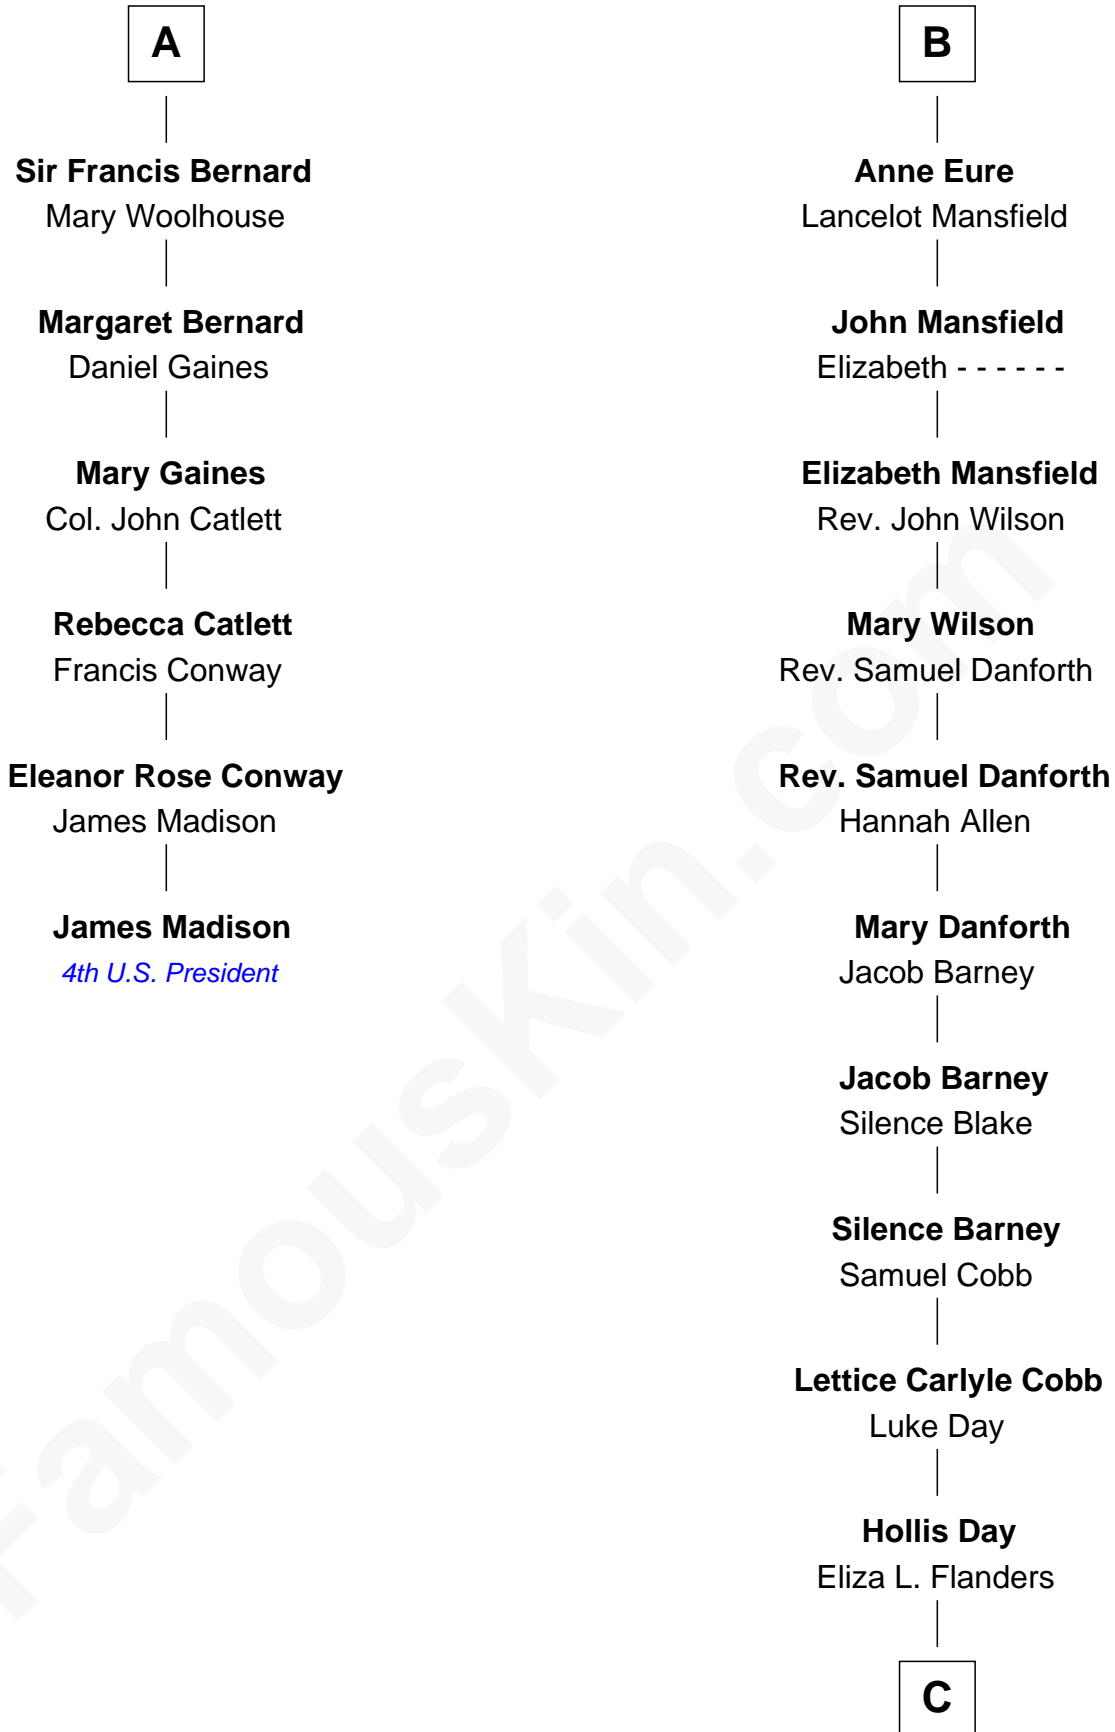 A
Sir Francis Bernard
Mary Woolhouse
Margaret Bernard
Daniel Gaines
Mary Gaines
Col. John Catlett
Rebecca Catlett
Francis Conway
Eleanor Rose Conway
James Madison
James Madison
4th U.S. President
B
Anne Eure
Lancelot Mansfield
John Mansfield
Elizabeth - - - - - -
Elizabeth Mansfield
Rev. John Wilson
Mary Wilson
Rev. Samuel Danforth
Rev. Samuel Danforth
Hannah Allen
Mary Danforth
Jacob Barney
Jacob Barney
Silence Blake
Silence Barney
Samuel Cobb
Lettice Carlyle Cobb
Luke Day
Hollis Day
Eliza L. Flanders
C
FamousKin.com